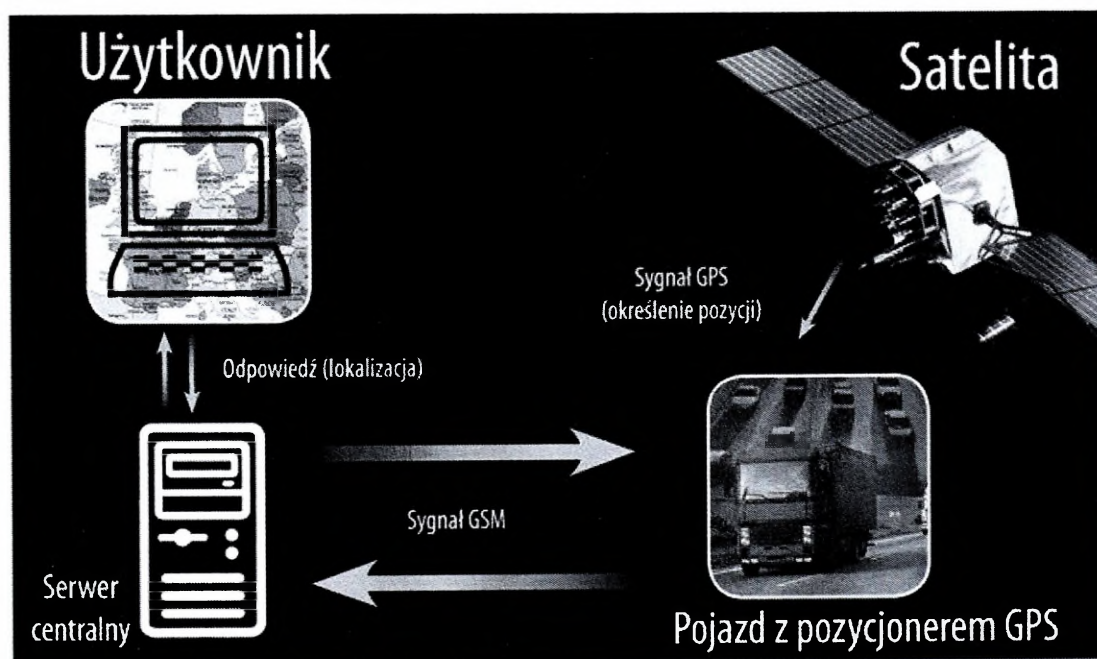 Użytkownik
Satelita
Sygnał GPS
(określenie pozycji)
Odpowiedź (lokalizacja)
Sygnał GSM
Serwer
centralny
Pojazd z pozycjonerem GPS